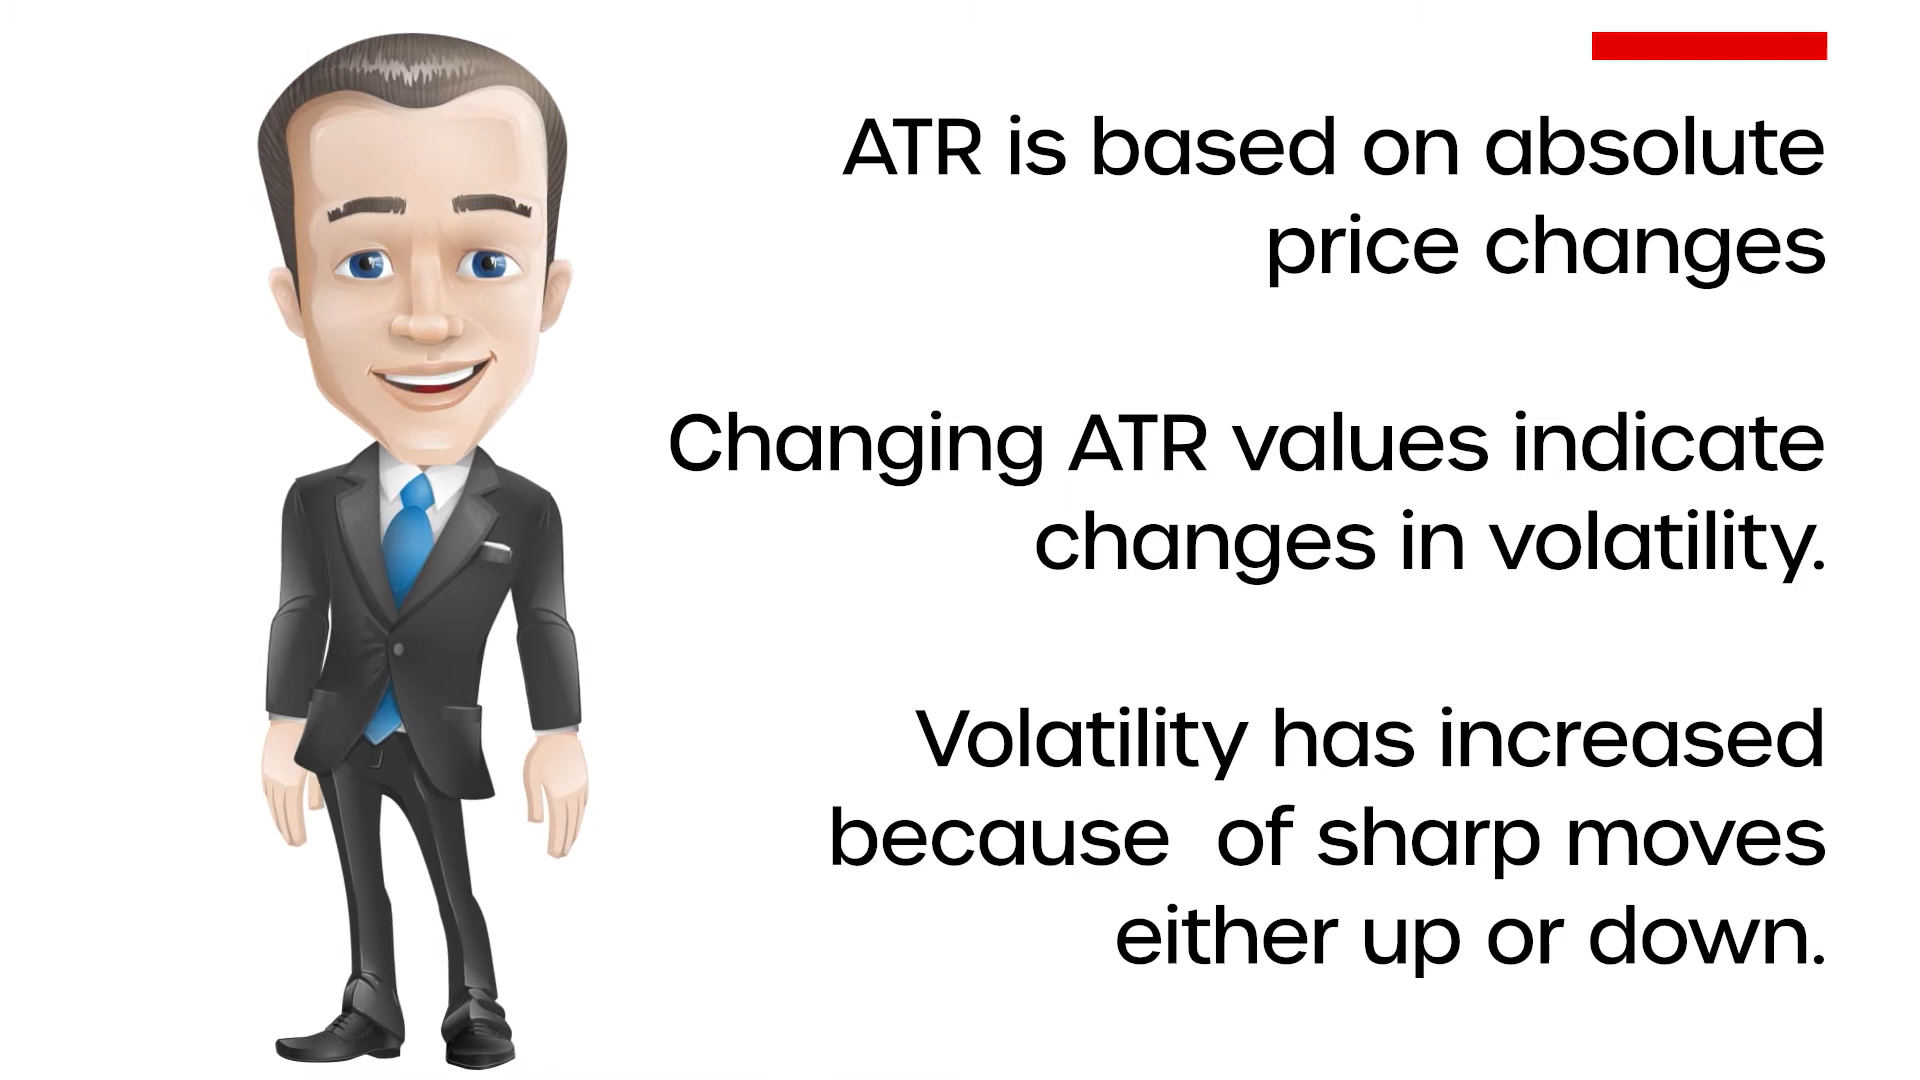 ATR is based on absolute
price changes
Changing ATR values indicate
changes in volatility.
Volatility has increased
because  of sharp moves
either up or down.